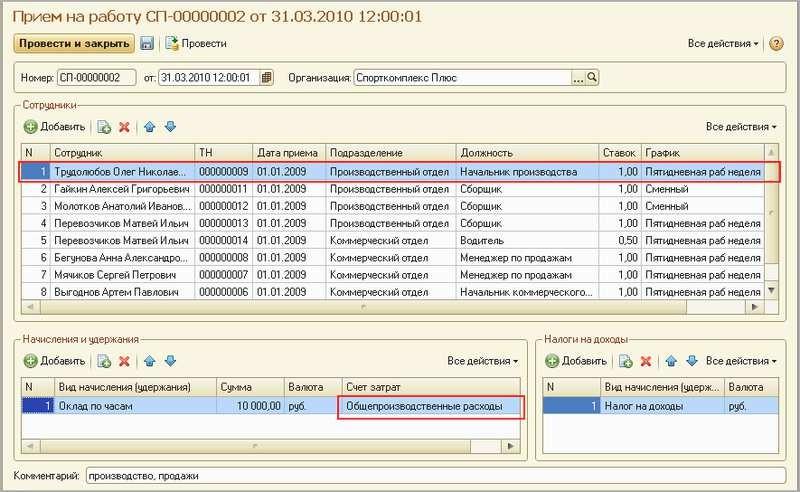 Прием на работу СП-00000002 от 31.03.2010 12:00:01
Провести и закрыть Провести Все действия
Номер: СП-00000002 от: 31.03.2010 12:00:01 Организация: Спорткомплекс Плюс ...
Сотрудники
Добавить Все действия
N Сотрудник ТН Дата приема Подразделение Должность Ставок График
1 Трудолюбов Олег Николае... 000000009 01.01.2009 Производственный отдел Начальник производства 1,00 Пятидневная раб неделя
2 Гайкин Алексей Григорьевич 000000011 01.01.2009 Производственный отдел Сборщик 1,00 Сменный
3 Молотков Анатолий Иванов... 000000012 01.01.2009 Производственный отдел Сборщик 1,00 Сменный
4 Перевозчиков Матвей Ильич 000000013 01.01.2009 Производственный отдел Сборщик 1,00 Пятидневная раб неделя
5 Перевозчиков Матвей Ильич 000000014 01.01.2009 Коммерческий отдел Водитель 0,50 Пятидневная раб неделя
6 Бегунова Анна Александро... 000000008 01.01.2009 Коммерческий отдел Менеджер по продажам 1,00 Пятидневная раб неделя
7 Мячиков Сергей Петрович 000000007 01.01.2009 Коммерческий отдел Менеджер по продажам 1,00 Пятидневная раб неделя
8 Выгоднов Артем Павлович 000000006 01.01.2009 Коммерческий отдел Начальник коммерческого... 1,00 Пятидневная раб неделя
Начисления и удержания Налоги на доходы
Добавить Все действия Добавить Все действия
N Вид начисления (удержания) Сумма Валюта Счет затрат N Вид начисления (удерж... Валюта
1 Оклад по часам 10 000,00 руб. Общепроизводственные расходы 1 Налог на доходы руб.
Комментарий: производство, продажи